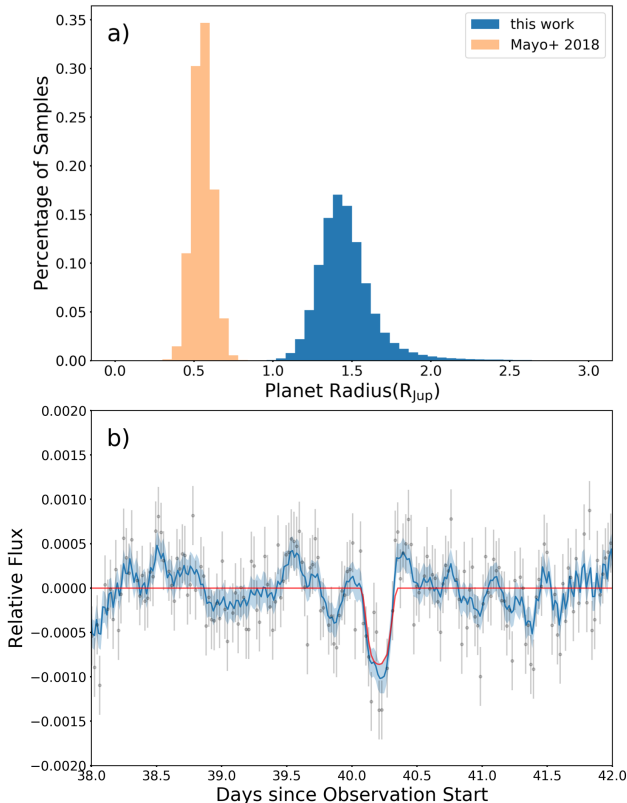 a)
this work
Mayo+ 2018
Percentage of Samples
0.35
0.30
0.25
0.20
0.15
0.10
0.05
0.00
0.0 0.5 1.0 1.5 2.0 2.5 3.0
Planet Radius(R_Jup)
b)
Relative Flux
0.0020
0.0015
0.0010
0.0005
0.0000
−0.0005
−0.0010
−0.0015
−0.0020
38.0 38.5 39.0 39.5 40.0 40.5 41.0 41.5 42.0
Days since Observation Start